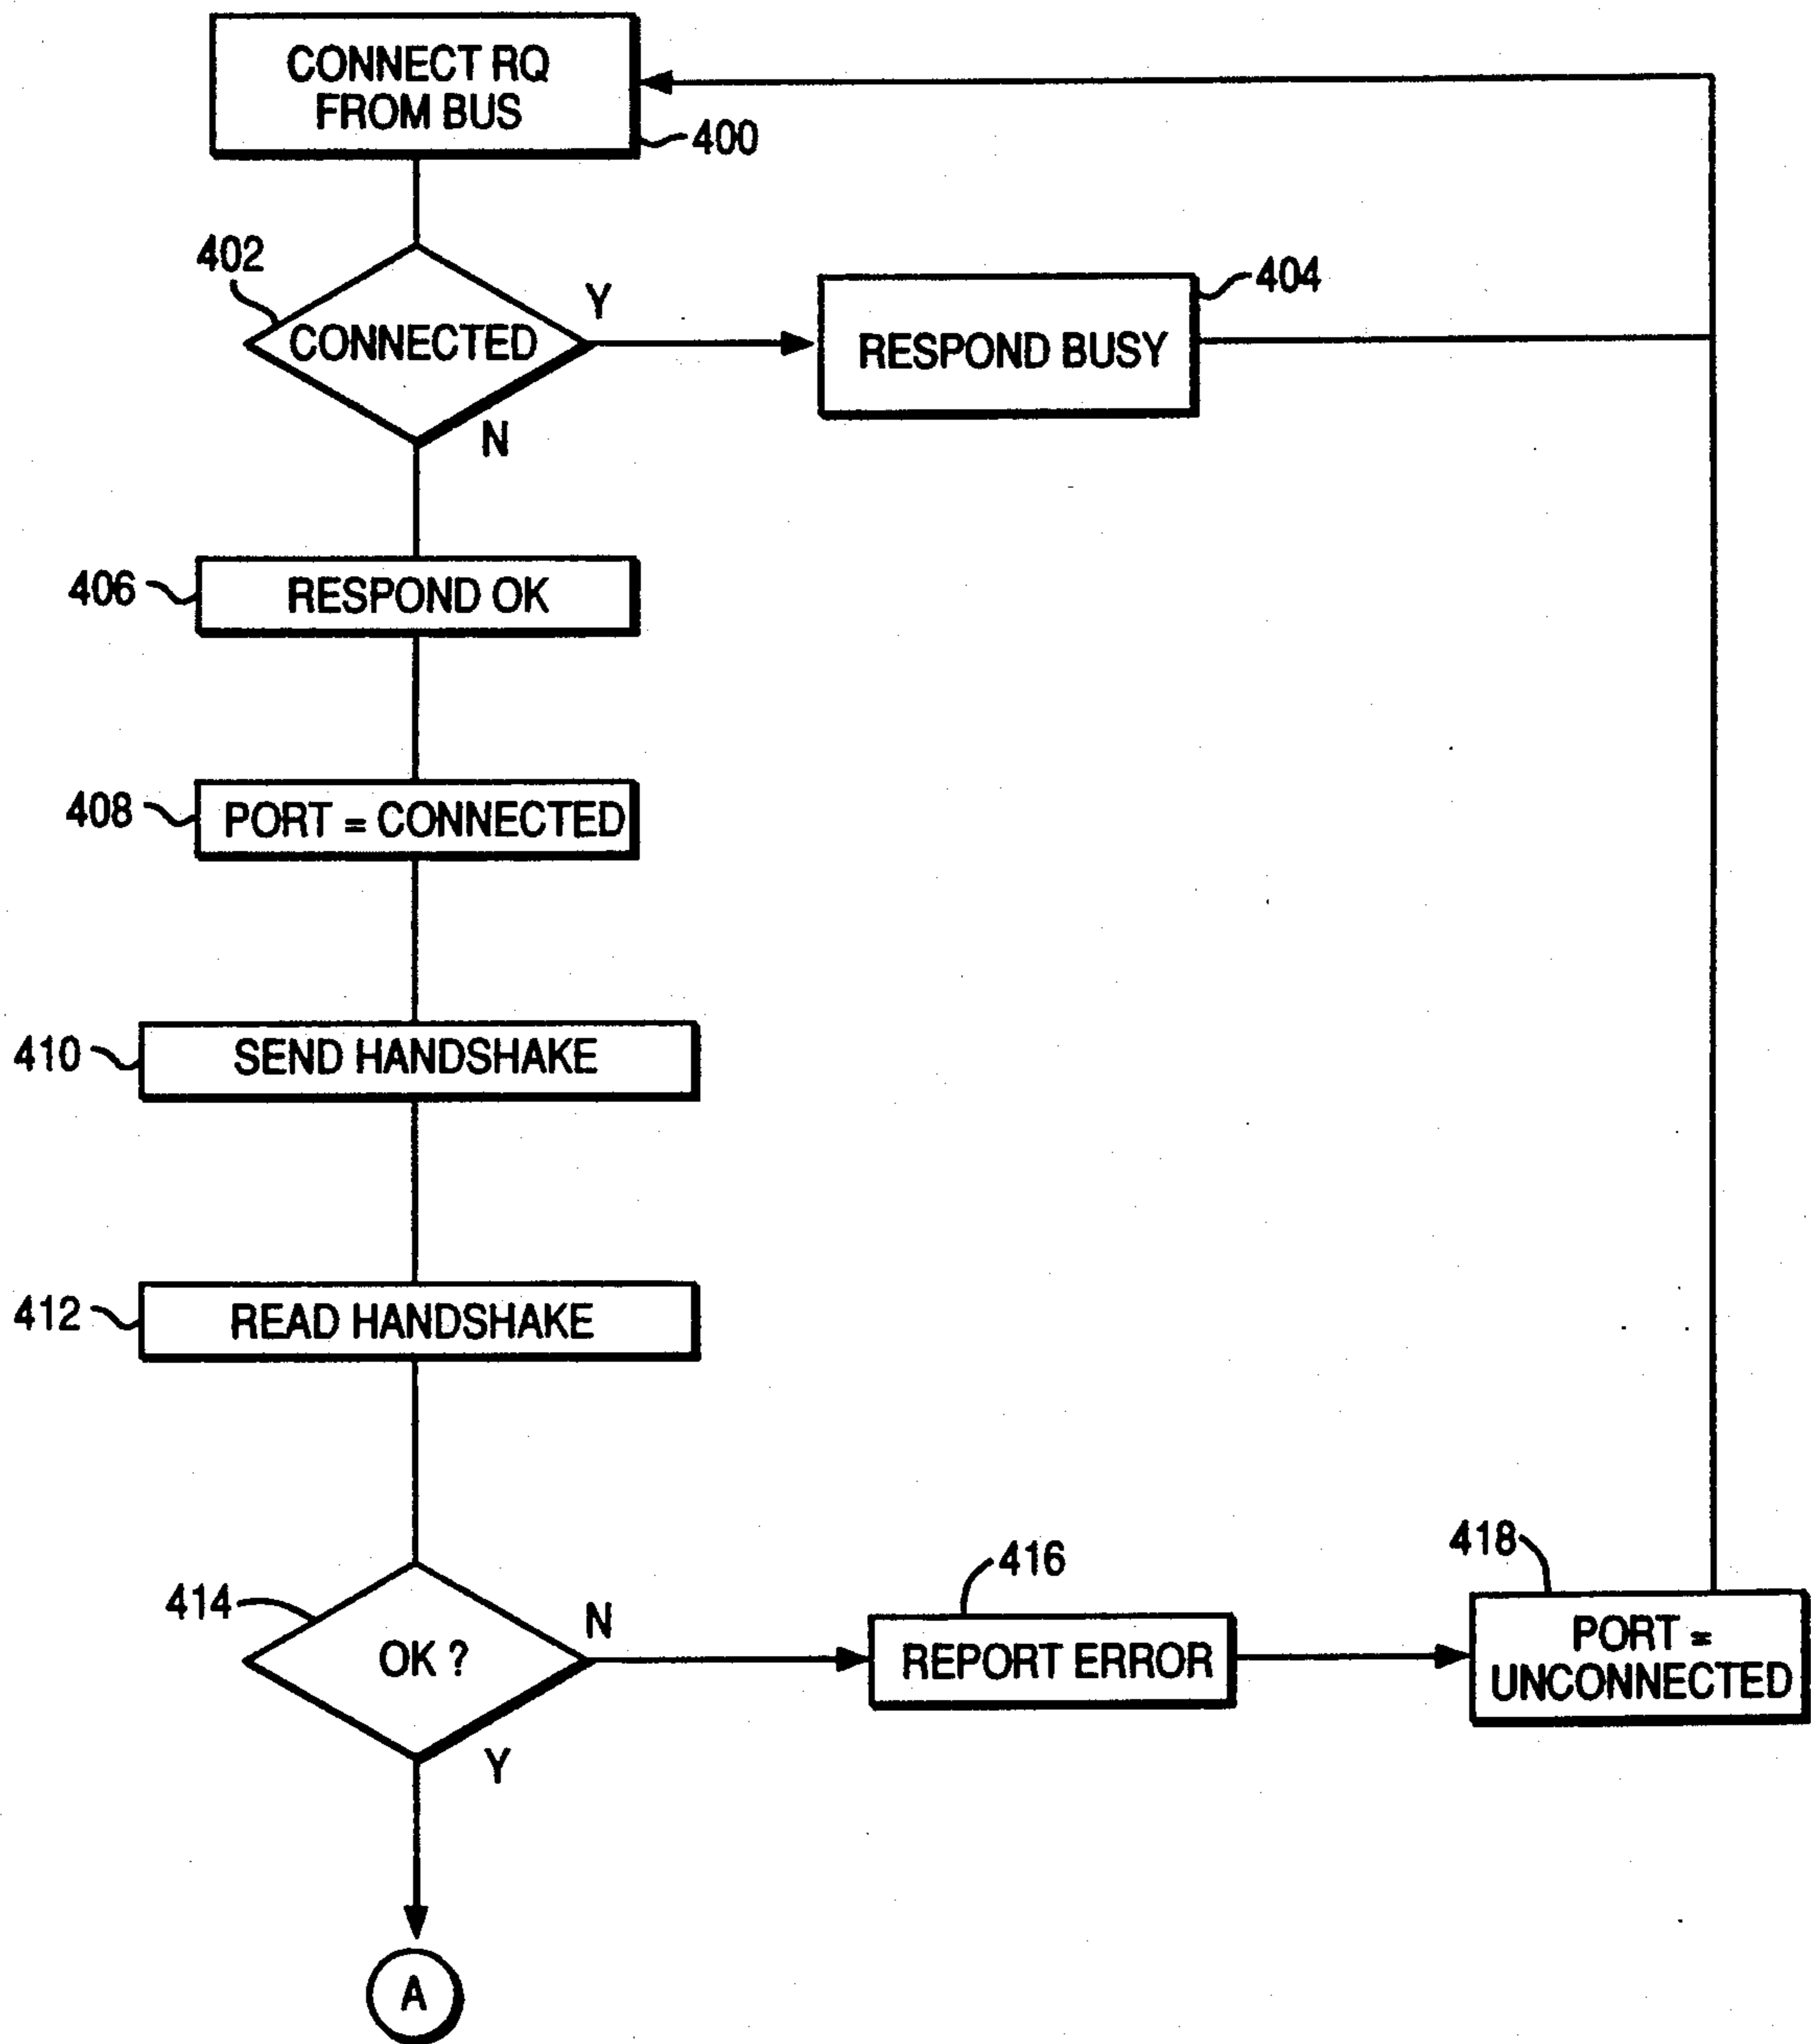 CONNECT RQ
FROM BUS
400
402
CONNECTED
Y
N
RESPOND BUSY
404
406
RESPOND OK
408
PORT = CONNECTED
410
SEND HANDSHAKE
412
READ HANDSHAKE
414
OK ?
N
Y
416
REPORT ERROR
418
PORT =
UNCONNECTED
A